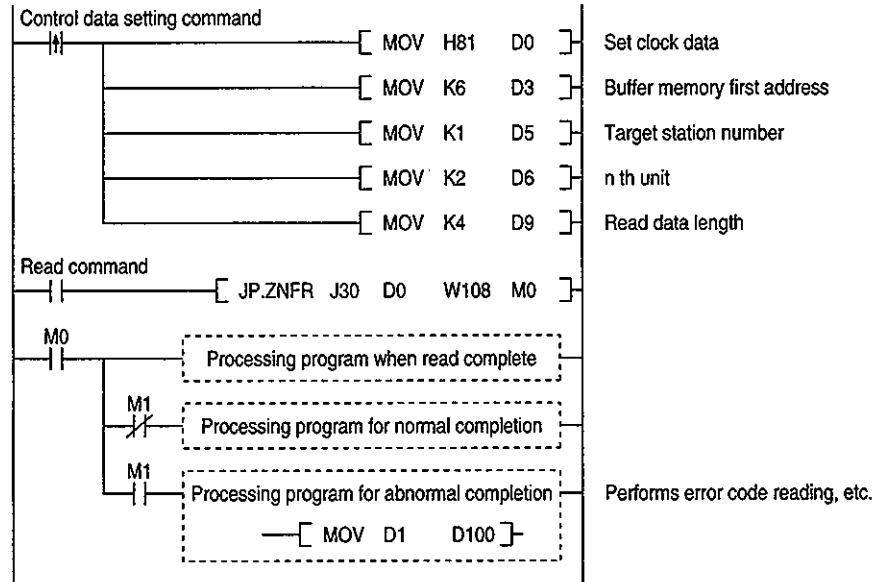 Control data setting command
MOV H81 D0 Set clock data
MOV K6 D3 Buffer memory first address
MOV K1 D5 Target station number
MOV K2 D6 n th unit
MOV K4 D9 Read data length
Read command
JP.ZNFR J30 D0 W108 M0
M0
Processing program when read complete
M1
Processing program for normal completion
M1
Processing program for abnormal completion Performs error code reading, etc.
MOV D1 D100